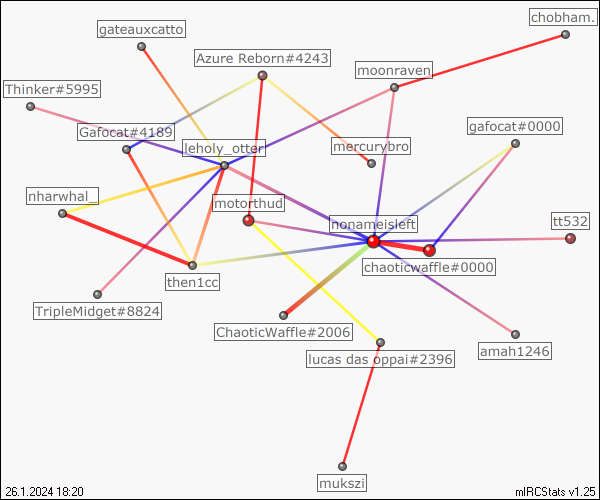 chobham.
gateauxcatto
Azure Reborn#4243
moonraven
Thinker#5995
Gafocat#4189
gafocat#0000
leholy_otter
mercurybro
nharwhal_
motorthud
nonameisleft
tt532
chaoticwaffle#0000
then1cc
TripleMidget#8824
ChaoticWaffle#2006
amah1246
lucas das oppai#2396
mukszi
26.1.2024 18:20
mIRCStats v1.25